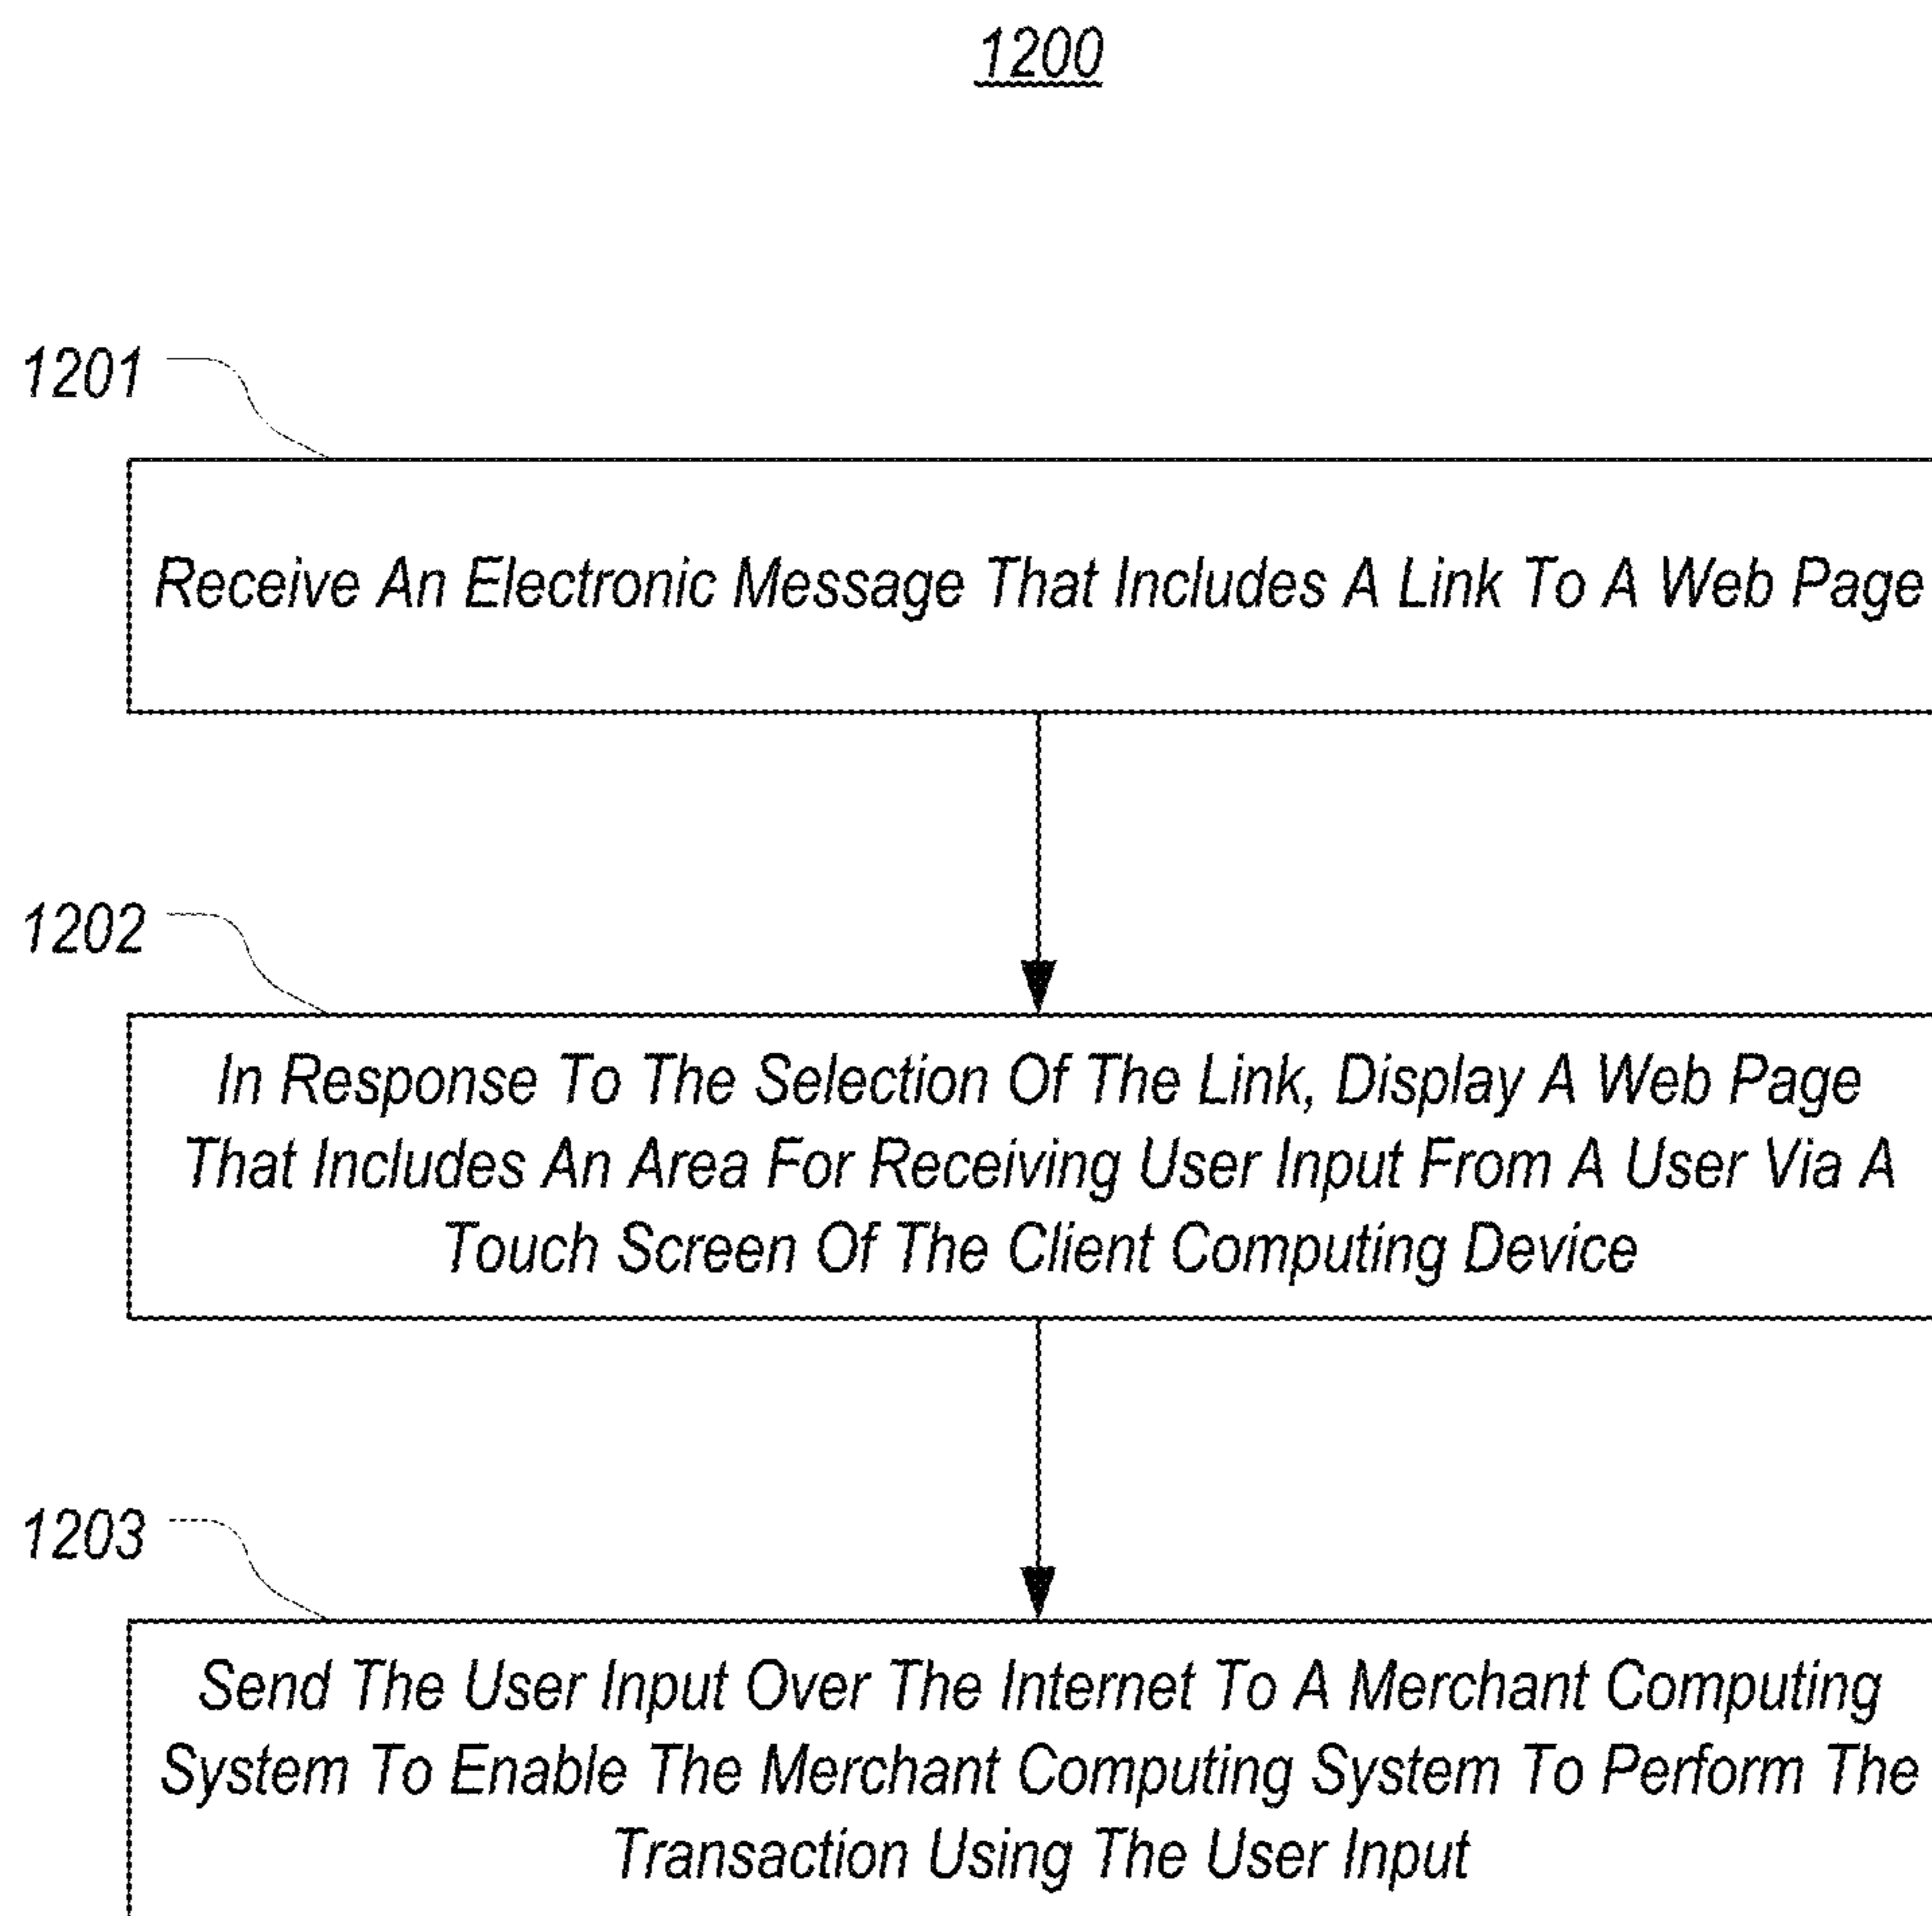 1200
1201
Receive An Electronic Message That Includes A Link To A Web Page
1202
In Response To The Selection Of The Link, Display A Web Page
That Includes An Area For Receiving User Input From A User Via A
Touch Screen Of The Client Computing Device
1203
Send The User Input Over The Internet To A Merchant Computing
System To Enable The Merchant Computing System To Perform The
Transaction Using The User Input